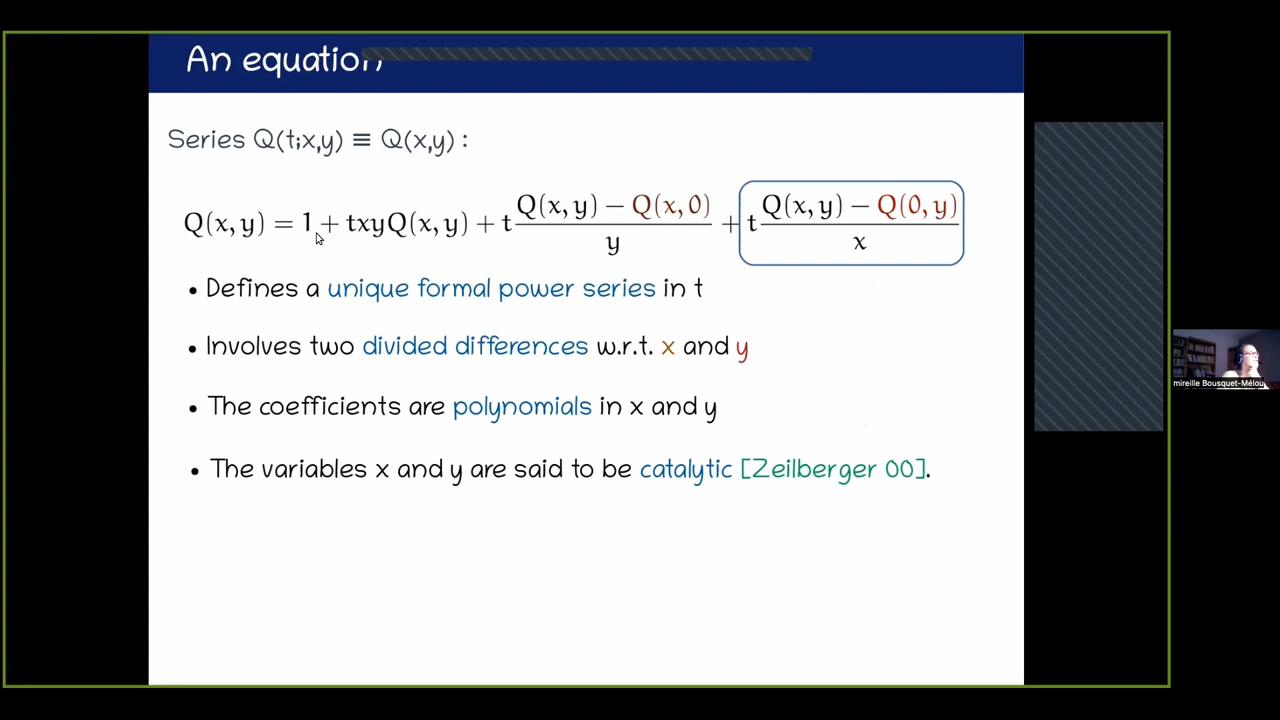 An equation
Series Q(t;x,y) ≡ Q(x,y) :
Q(x, y) = 1 + txyQ(x, y) + t (Q(x, y) − Q(x, 0))/y + t (Q(x, y) − Q(0, y))/x
• Defines a unique formal power series in t
• Involves two divided differences w.r.t. x and y
• The coefficients are polynomials in x and y
• The variables x and y are said to be catalytic [Zeilberger 00].
mireille Bousquet-Mélou